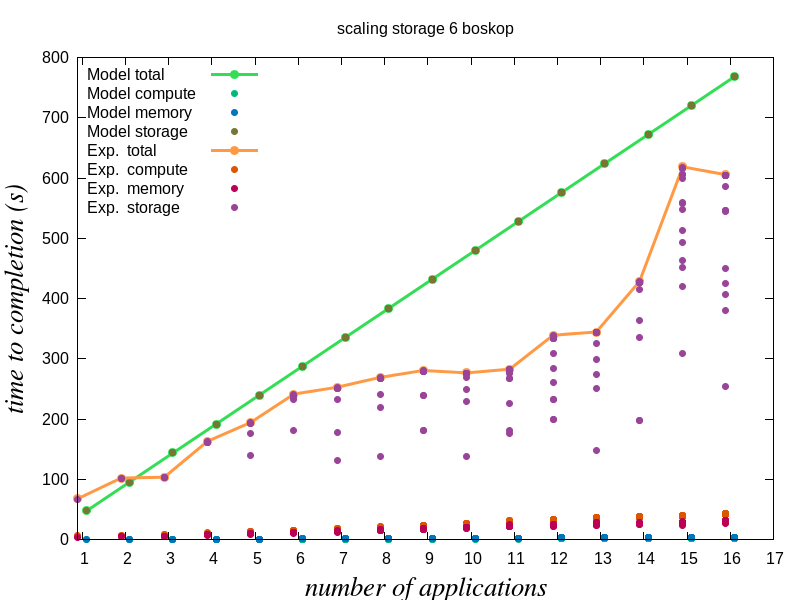 scaling storage 6 boskop
800
700
600
500
400
300
200
100
0
Model total
Model compute
Model memory
Model storage
Exp. total
Exp. compute
Exp. memory
Exp. storage
time to completion (s)
1 2 3 4 5 6 7 8 9 10 11 12 13 14 15 16 17
number of applications